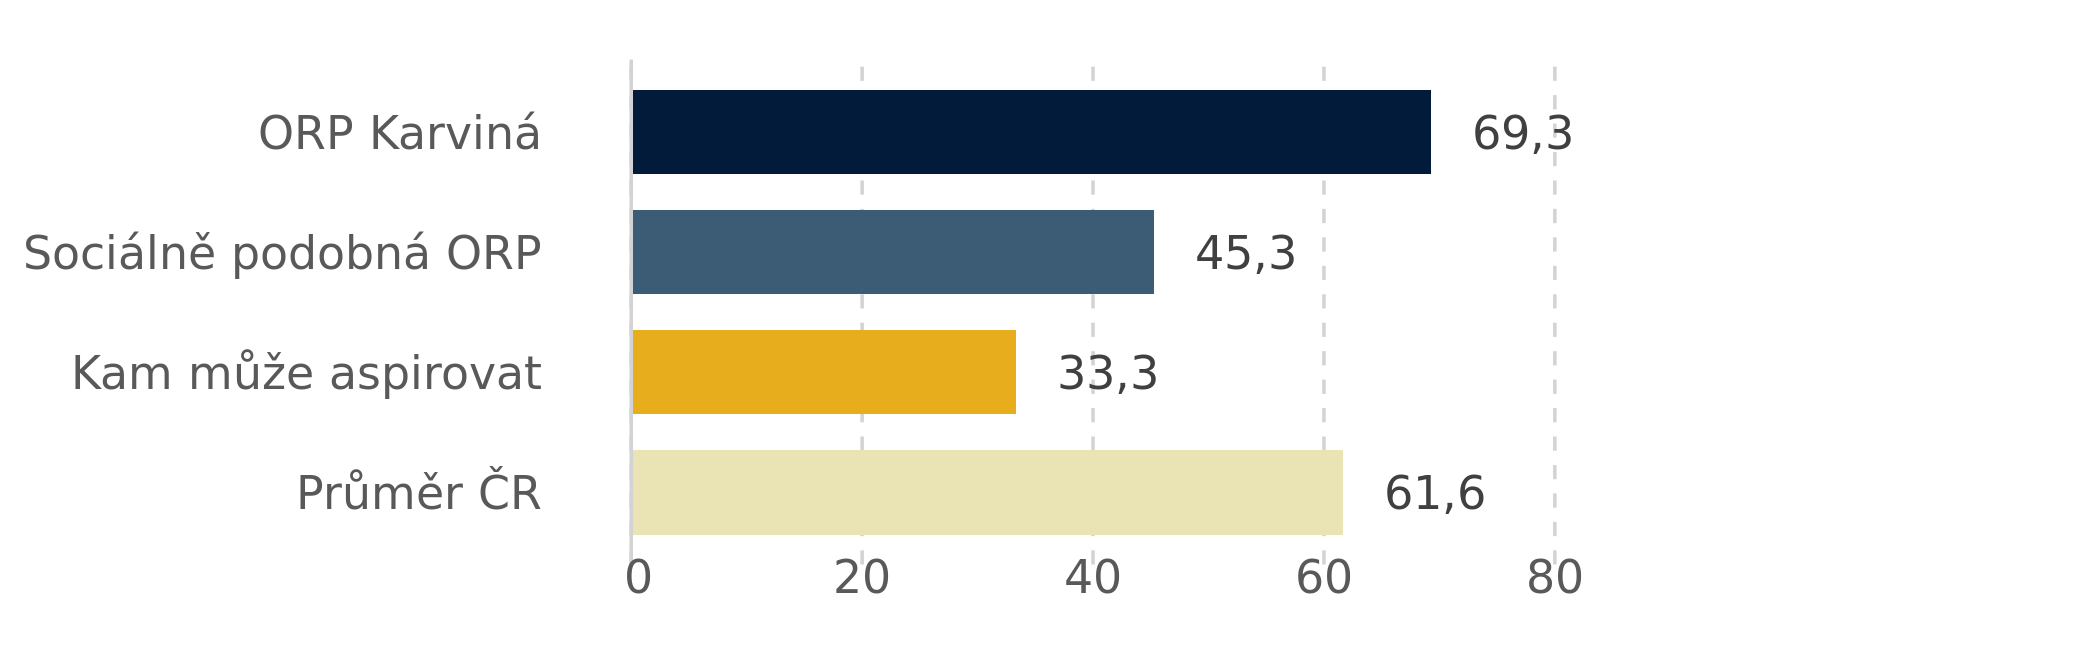 ORP Karviná 69,3
Sociálně podobná ORP 45,3
Kam může aspirovat 33,3
Průměr ČR 61,6
0 20 40 60 80